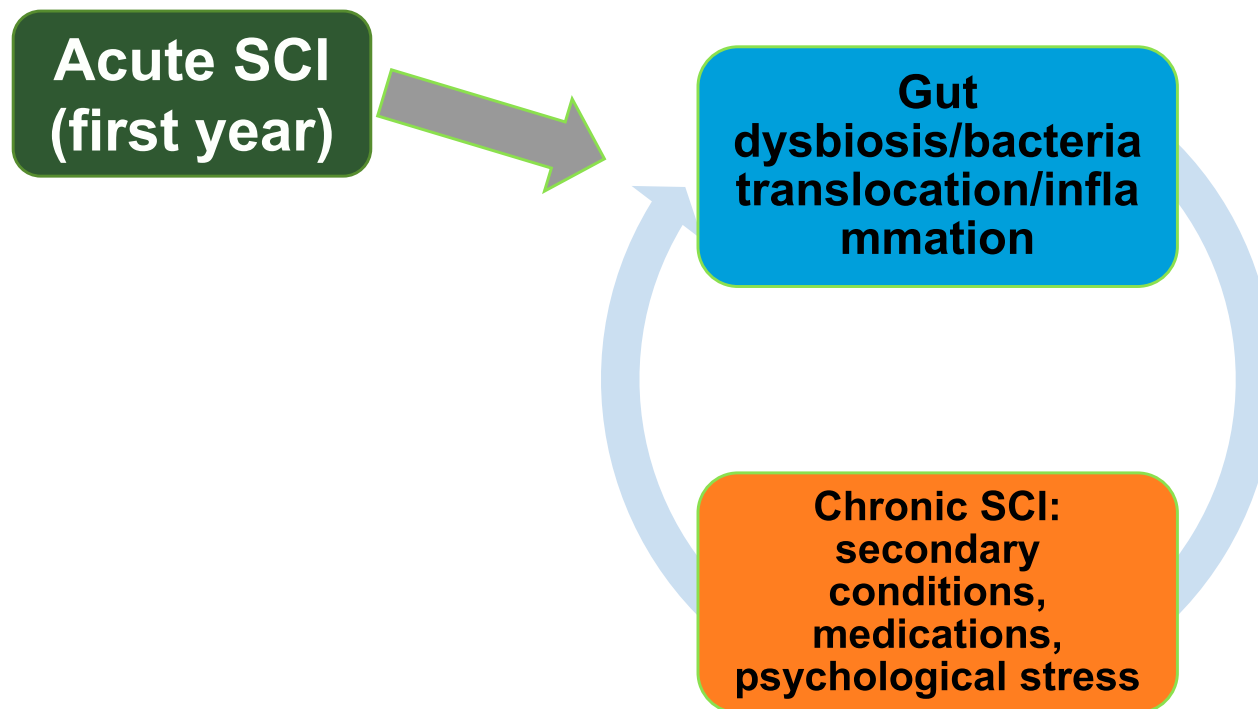 Acute SCI
(first year)
Gut
dysbiosis/bacteria
translocation/infla
mmation
Chronic SCI:
secondary
conditions,
medications,
psychological stress